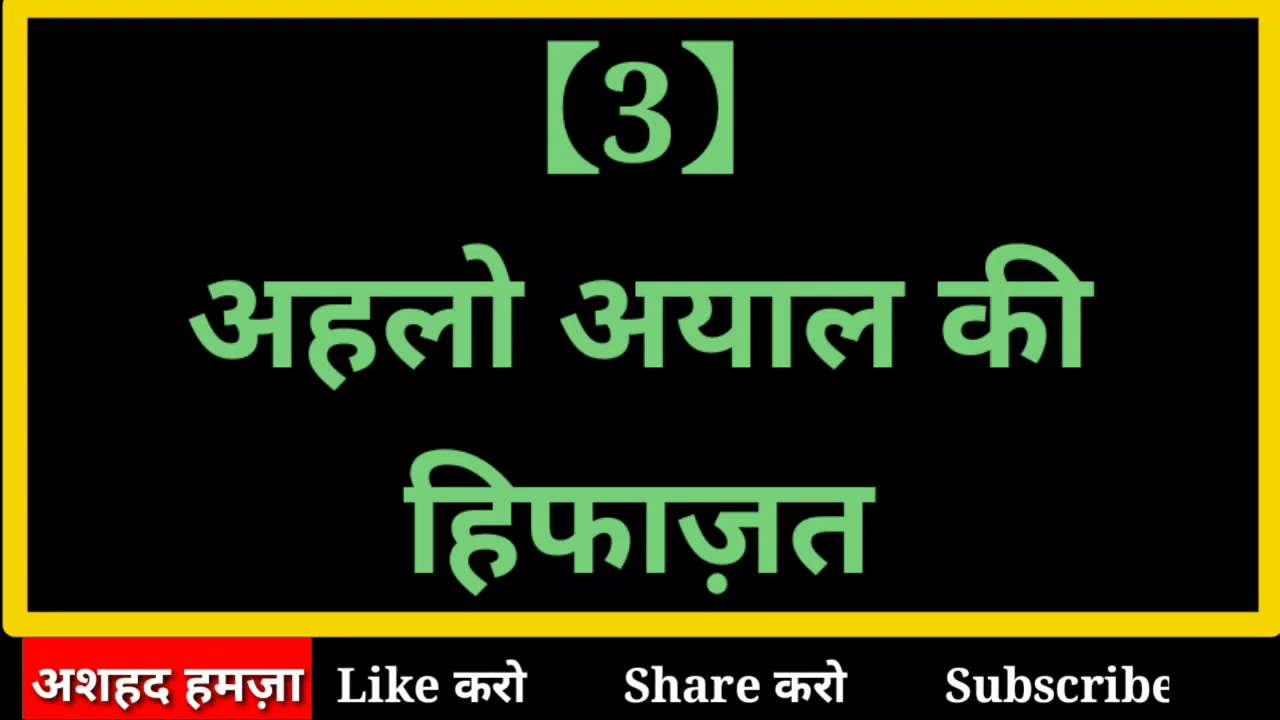 【3】
अहलो अयाल की
हिफाज़त
अशहद हमज़ा Like करो Share करो Subscribe